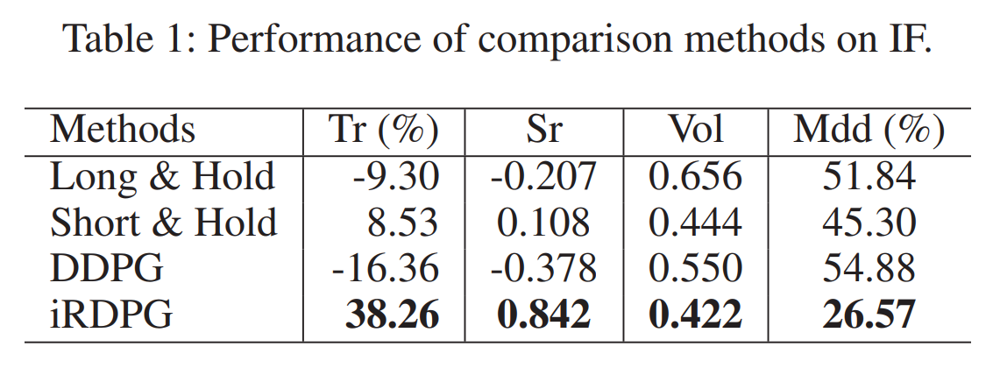 Table 1: Performance of comparison methods on IF.
Methods Tr (%) Sr Vol Mdd (%)
Long & Hold -9.30 -0.207 0.656 51.84
Short & Hold 8.53 0.108 0.444 45.30
DDPG -16.36 -0.378 0.550 54.88
iRDPG 38.26 0.842 0.422 26.57